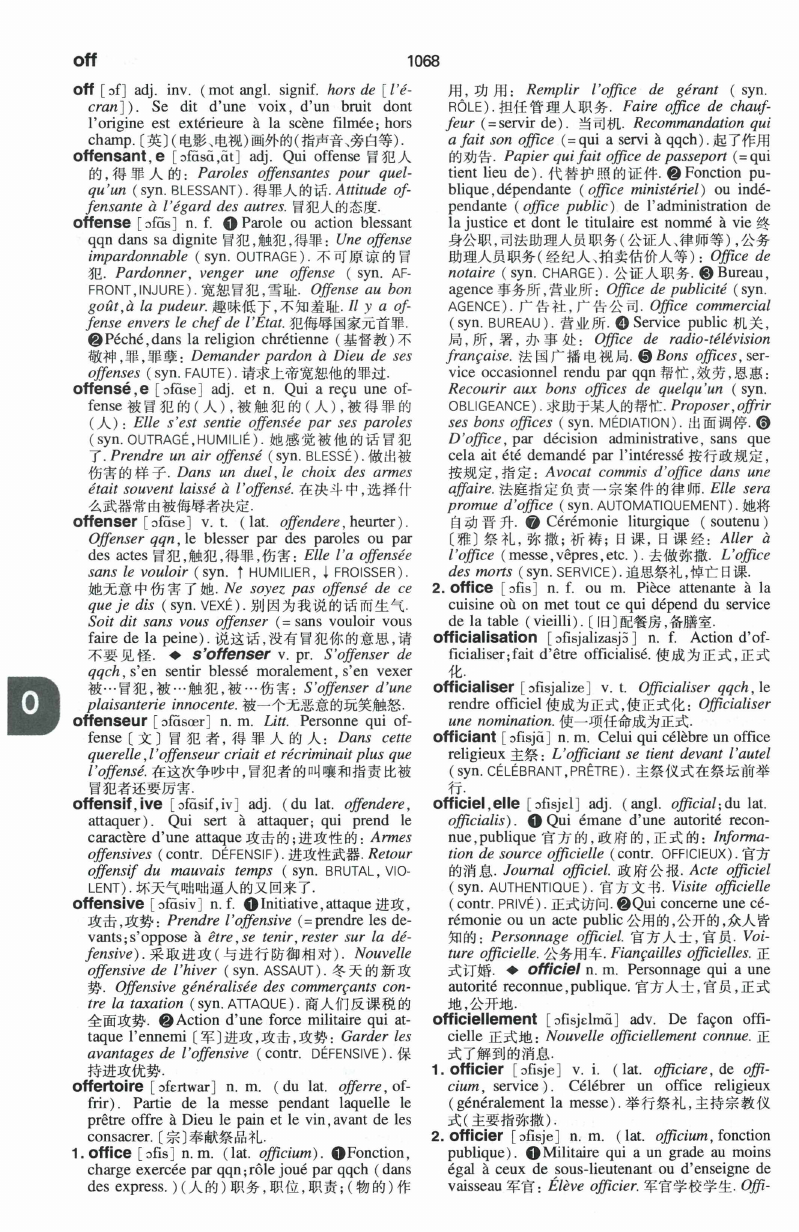 off
1068
off [ɔf] adj. inv. (mot angl. signif. hors de [l'é-
cran]). Se dit d'une voix, d'un bruit dont
l'origine est extérieure à la scène filmée; hors
champ. [英](电影、电视)画外的(指声音、旁白等).
offensant, e [ɔfɑ̃sɑ̃,ɑ̃t] adj. Qui offense 冒犯人
的,得罪人的: Paroles offensantes pour quel-
qu'un (syn. BLESSANT). 得罪人的话. Attitude of-
fensante à l'égard des autres. 冒犯人的态度.
offense [ɔfɑ̃s] n. f. ❶ Parole ou action blessant
qqn dans sa dignite 冒犯,触犯,得罪: Une offense
impardonnable (syn. OUTRAGE). 不可原谅的冒
犯. Pardonner, venger une offense ( syn. AF-
FRONT,INJURE). 宽恕冒犯,雪耻. Offense au bon
goût,à la pudeur. 趣味低下,不知羞耻. Il y a of-
fense envers le chef de l'État. 犯侮辱国家元首罪.
❷Péché,dans la religion chrétienne (基督教)不
敬神,罪,罪孽: Demander pardon à Dieu de ses
offenses (syn. FAUTE). 请求上帝宽恕他的罪过.
offensé, e [ɔfɑ̃se] adj. et n. Qui a reçu une of-
fense 被冒犯的(人),被触犯的(人),被得罪的
(人): Elle s'est sentie offensée par ses paroles
(syn. OUTRAGÉ,HUMILIÉ). 她感觉被他的话冒犯
了. Prendre un air offensé (syn. BLESSÉ). 做出被
伤害的样子. Dans un duel, le choix des armes
était souvent laissé à l'offensé. 在决斗中,选择什
么武器常由被侮辱者决定.
offenser [ɔfɑ̃se] v. t. (lat. offendere, heurter).
Offenser qqn, le blesser par des paroles ou par
des actes 冒犯,触犯,得罪,伤害: Elle l'a offensée
sans le vouloir (syn. ↑ HUMILIER, ↓ FROISSER).
她无意中伤害了她. Ne soyez pas offensé de ce
que je dis (syn. VEXÉ). 别因为我说的话而生气.
Soit dit sans vous offenser (= sans vouloir vous
faire de la peine). 说这话,没有冒犯你的意思,请
不要见怪. ◆ s'offenser v. pr. S'offenser de
qqch, s'en sentir blessé moralement, s'en vexer
被…冒犯,被…触犯,被…伤害: S'offenser d'une
plaisanterie innocente. 被一个无恶意的玩笑触怒.
offenseur [ɔfɑ̃sœr] n. m. Litt. Personne qui of-
fense [文] 冒犯者, 得罪人的人: Dans cette
querelle, l'offenseur criait et récriminait plus que
l'offensé. 在这次争吵中,冒犯者的叫嚷和指责比被
冒犯者还要厉害.
offensif, ive [ɔfɑ̃sif,iv] adj. (du lat. offendere,
attaquer). Qui sert à attaquer; qui prend le
caractère d'une attaque 攻击的;进攻性的: Armes
offensives (contr. DÉFENSIF). 进攻性武器. Retour
offensif du mauvais temps ( syn. BRUTAL, VIO-
LENT). 坏天气咄咄逼人的又回来了.
offensive [ɔfɑ̃siv] n. f. ❶Initiative, attaque 进攻,
攻击,攻势: Prendre l'offensive (= prendre les de-
vants;s'oppose à être, se tenir, rester sur la dé-
fensive). 采取进攻(与进行防御相对). Nouvelle
offensive de l'hiver (syn. ASSAUT). 冬天的新攻
势. Offensive généralisée des commerçants con-
tre la taxation (syn. ATTAQUE). 商人们反课税的
全面攻势. ❷Action d'une force militaire qui at-
taque l'ennemi [军]进攻,攻击,攻势: Garder les
avantages de l'offensive (contr. DÉFENSIVE). 保
持进攻优势.
offertoire [ɔfɛrtwar] n. m. ( du lat. offerre, of-
frir). Partie de la messe pendant laquelle le
prêtre offre à Dieu le pain et le vin, avant de les
consacrer. [宗]奉献祭品礼.
1. office [ɔfis] n. m. (lat. officium). ❶Fonction,
charge exercée par qqn;rôle joué par qqch (dans
des express. )(人的)职务,职位,职责;(物的)作
用, 功用: Remplir l'office de gérant ( syn.
RÔLE). 担任管理人职务. Faire office de chauf-
feur (= servir de). 当司机. Recommandation qui
a fait son office (= qui a servi à qqch). 起了作用
的劝告. Papier qui fait office de passeport (= qui
tient lieu de). 代替护照的证件. ❷ Fonction pu-
blique,dépendante ( office ministériel) ou indé-
pendante ( office public) de l'administration de
la justice et dont le titulaire est nommé à vie 终
身公职,司法助理人员职务(公证人、律师等),公务
助理人员职务(经纪人、拍卖估价人等): Office de
notaire (syn. CHARGE). 公证人职务. ❸ Bureau,
agence 事务所,营业所: Office de publicité (syn.
AGENCE). 广告社,广告公司. Office commercial
(syn. BUREAU). 营业所. ❹ Service public 机关,
局, 所, 署, 办事处: Office de radio-télévision
française. 法国广播电视局. ❺ Bons offices, ser-
vice occasionnel rendu par qqn 帮忙,效劳,恩惠:
Recourir aux bons offices de quelqu'un ( syn.
OBLIGEANCE). 求助于某人的帮忙. Proposer, offrir
ses bons offices (syn. MÉDIATION). 出面调停. ❻
D'office, par décision administrative, sans que
cela ait été demandé par l'intéressé 按行政规定,
按规定,指定: Avocat commis d'office dans une
affaire. 法庭指定负责一宗案件的律师. Elle sera
promue d'office (syn. AUTOMATIQUEMENT). 她将
自动晋升. ❼ Cérémonie liturgique ( soutenu)
[雅]祭礼, 弥撒; 祈祷; 日课, 日课经: Aller à
l'office (messe,vêpres, etc. ). 去做弥撒. L'office
des morts (syn. SERVICE). 追思祭礼,悼亡日课.
2. office [ɔfis] n. f. ou m. Pièce attenante à la
cuisine où on met tout ce qui dépend du service
de la table (vieilli). [旧]配餐房,备膳室.
officialisation [ɔfisjalizasjɔ̃] n. f. Action d'of-
ficialiser;fait d'être officialisé. 使成为正式,正式
化.
officialiser [ɔfisjalize] v. t. Officialiser qqch, le
rendre officiel 使成为正式,使正式化: Officialiser
une nomination. 使一项任命成为正式.
officiant [ɔfisjɑ̃] n. m. Celui qui célèbre un office
religieux 主祭: L'officiant se tient devant l'autel
(syn. CÉLÉBRANT,PRÊTRE). 主祭仪式在祭坛前举
行.
officiel, elle [ɔfisjɛl] adj. (angl. official; du lat.
officialis). ❶ Qui émane d'une autorité recon-
nue,publique 官方的,政府的,正式的: Informa-
tion de source officielle (contr. OFFICIEUX). 官方
的消息. Journal officiel. 政府公报. Acte officiel
(syn. AUTHENTIQUE). 官方文书. Visite officielle
(contr. PRIVÉ). 正式访问. ❷Qui concerne une cé-
rémonie ou un acte public 公用的,公开的,众人皆
知的: Personnage officiel. 官方人士,官员. Voi-
ture officielle. 公务用车. Fiançailles officielles. 正
式订婚. ◆ officiel n. m. Personnage qui a une
autorité reconnue,publique. 官方人士,官员,正式
地,公开地.
officiellement [ɔfisjɛlmɑ̃] adv. De façon offi-
cielle 正式地: Nouvelle officiellement connue. 正
式了解到的消息.
1. officier [ɔfisje] v. i. ( lat. officiare, de offi-
cium, service). Célébrer un office religieux
(généralement la messe). 举行祭礼,主持宗教仪
式(主要指弥撒).
2. officier [ɔfisje] n. m. ( lat. officium, fonction
publique). ❶Militaire qui a un grade au moins
égal à ceux de sous-lieutenant ou d'enseigne de
vaisseau 军官: Élève officier. 军官学校学生. Offi-
O